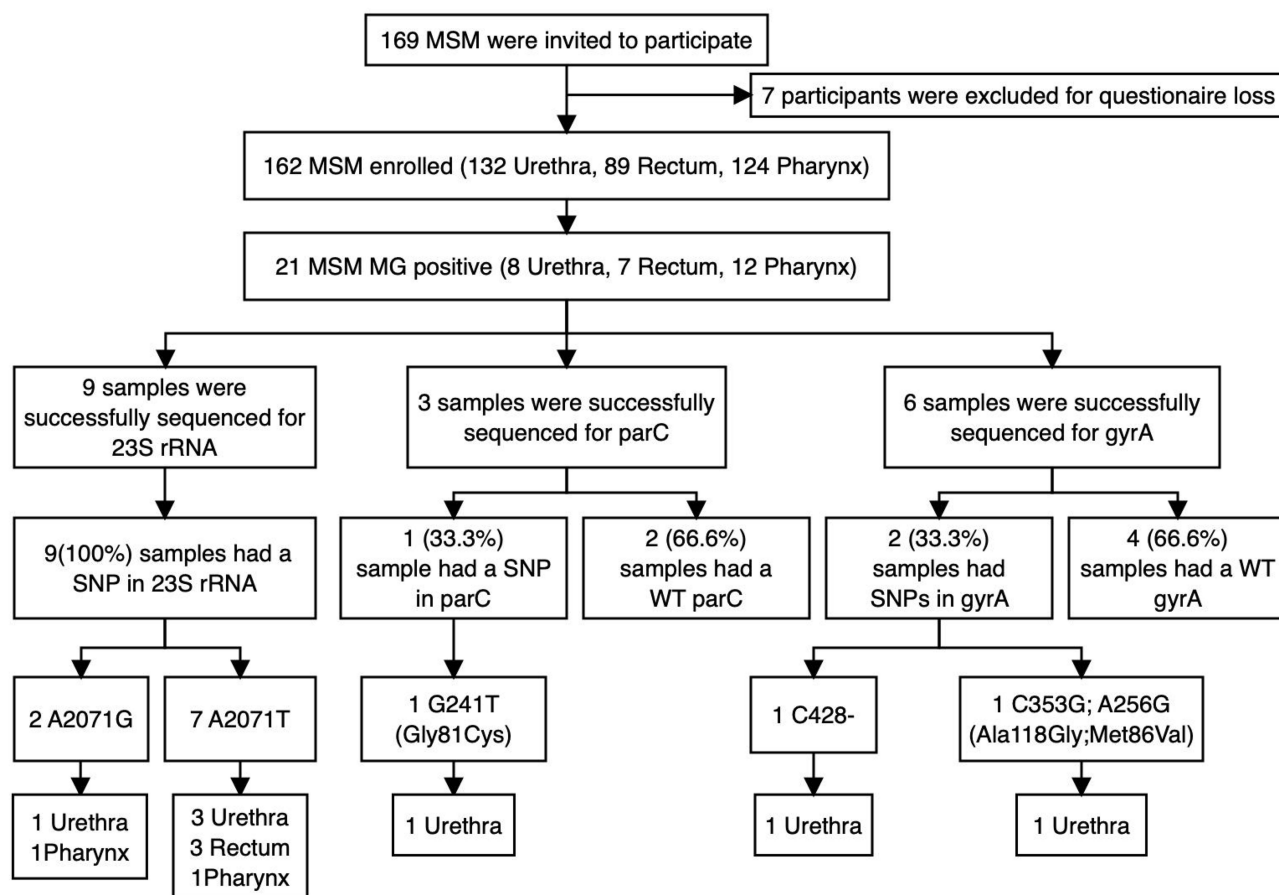 169 MSM were invited to participate
7 participants were excluded for questionaire loss
162 MSM enrolled (132 Urethra, 89 Rectum, 124 Pharynx)
21 MSM MG positive (8 Urethra, 7 Rectum, 12 Pharynx)
9 samples were
successfully sequenced for
23S rRNA
3 samples were successfully
sequenced for parC
6 samples were successfully
sequenced for gyrA
9(100%) samples had a
SNP in 23S rRNA
1 (33.3%)
sample had a SNP
in parC
2 (66.6%)
samples had a
WT parC
2 (33.3%)
samples had
SNPs in gyrA
4 (66.6%)
samples had a WT
gyrA
2 A2071G
7 A2071T
1 G241T
(Gly81Cys)
1 C428-
1 C353G; A256G
(Ala118Gly;Met86Val)
1 Urethra
1Pharynx
3 Urethra
3 Rectum
1Pharynx
1 Urethra
1 Urethra
1 Urethra